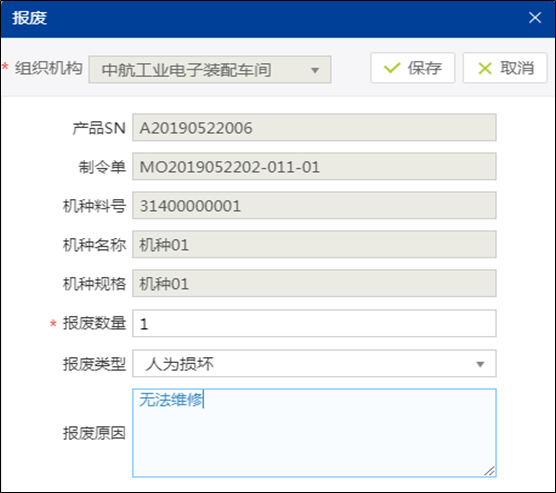 报废
* 组织机构 中航工业电子装配车间 保存 取消
产品SN A20190522006
制令单 MO2019052202-011-01
机种料号 31400000001
机种名称 机种01
机种规格 机种01
* 报废数量 1
报废类型 人为损坏
报废原因 无法维修